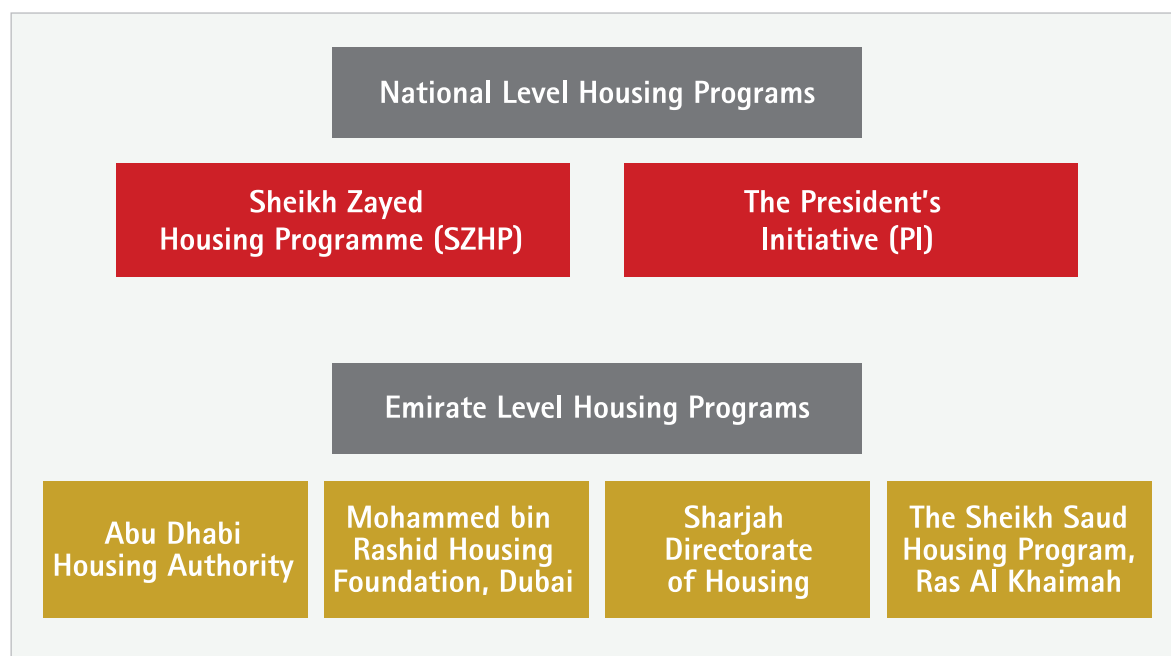 National Level Housing Programs
Sheikh Zayed
Housing Programme (SZHP)
The President's
Initiative (PI)
Emirate Level Housing Programs
Abu Dhabi
Housing Authority
Mohammed bin
Rashid Housing
Foundation, Dubai
Sharjah
Directorate
of Housing
The Sheikh Saud
Housing Program,
Ras Al Khaimah